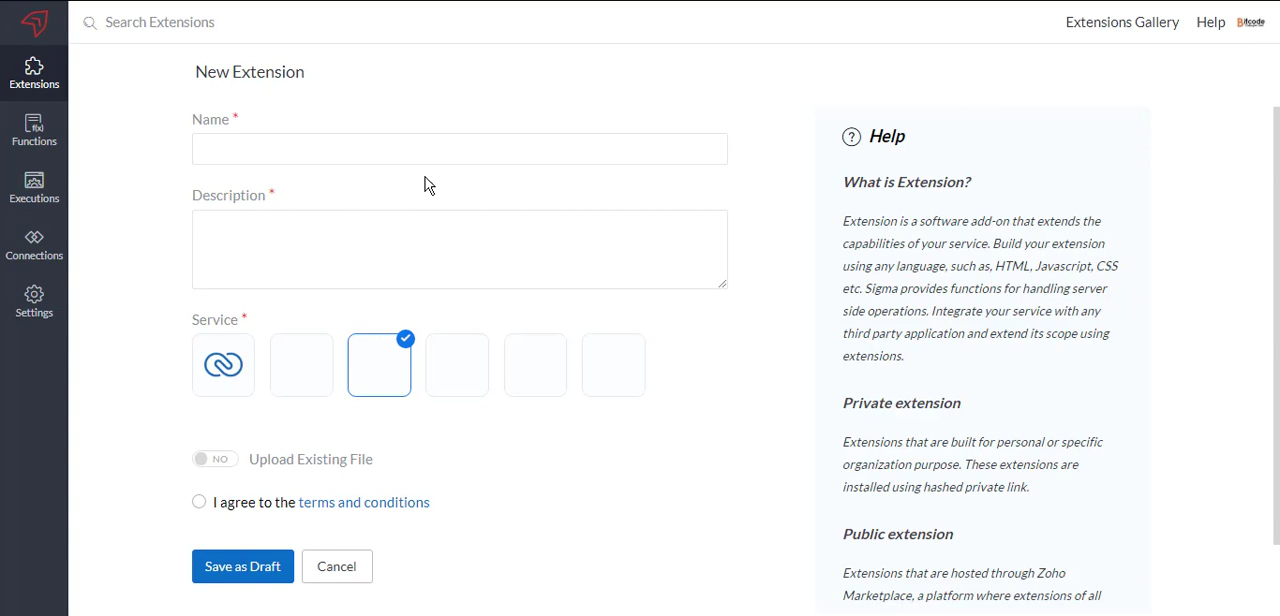 Search Extensions
Extensions Gallery
Help
Bitcode
Extensions
Functions
Executions
Connections
Settings
New Extension
Name *
Description *
Service *
NO
Upload Existing File
I agree to the terms and conditions
Save as Draft
Cancel
? Help
What is Extension?
Extension is a software add-on that extends the
capabilities of your service. Build your extension
using any language, such as, HTML, Javascript, CSS
etc. Sigma provides functions for handling server
side operations. Integrate your service with any
third party application and extend its scope using
extensions.
Private extension
Extensions that are built for personal or specific
organization purpose. These extensions are
installed using hashed private link.
Public extension
Extensions that are hosted through Zoho
Marketplace, a platform where extensions of all